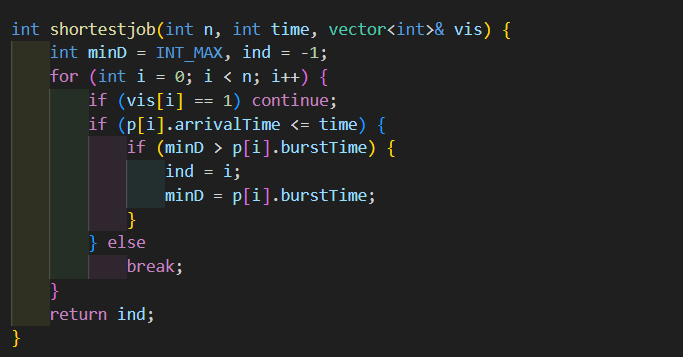 int shortestjob(int n, int time, vector<int>& vis) {
    int minD = INT_MAX, ind = -1;
    for (int i = 0; i < n; i++) {
        if (vis[i] == 1) continue;
        if (p[i].arrivalTime <= time) {
            if (minD > p[i].burstTime) {
                ind = i;
                minD = p[i].burstTime;
            }
        } else
            break;
    }
    return ind;
}